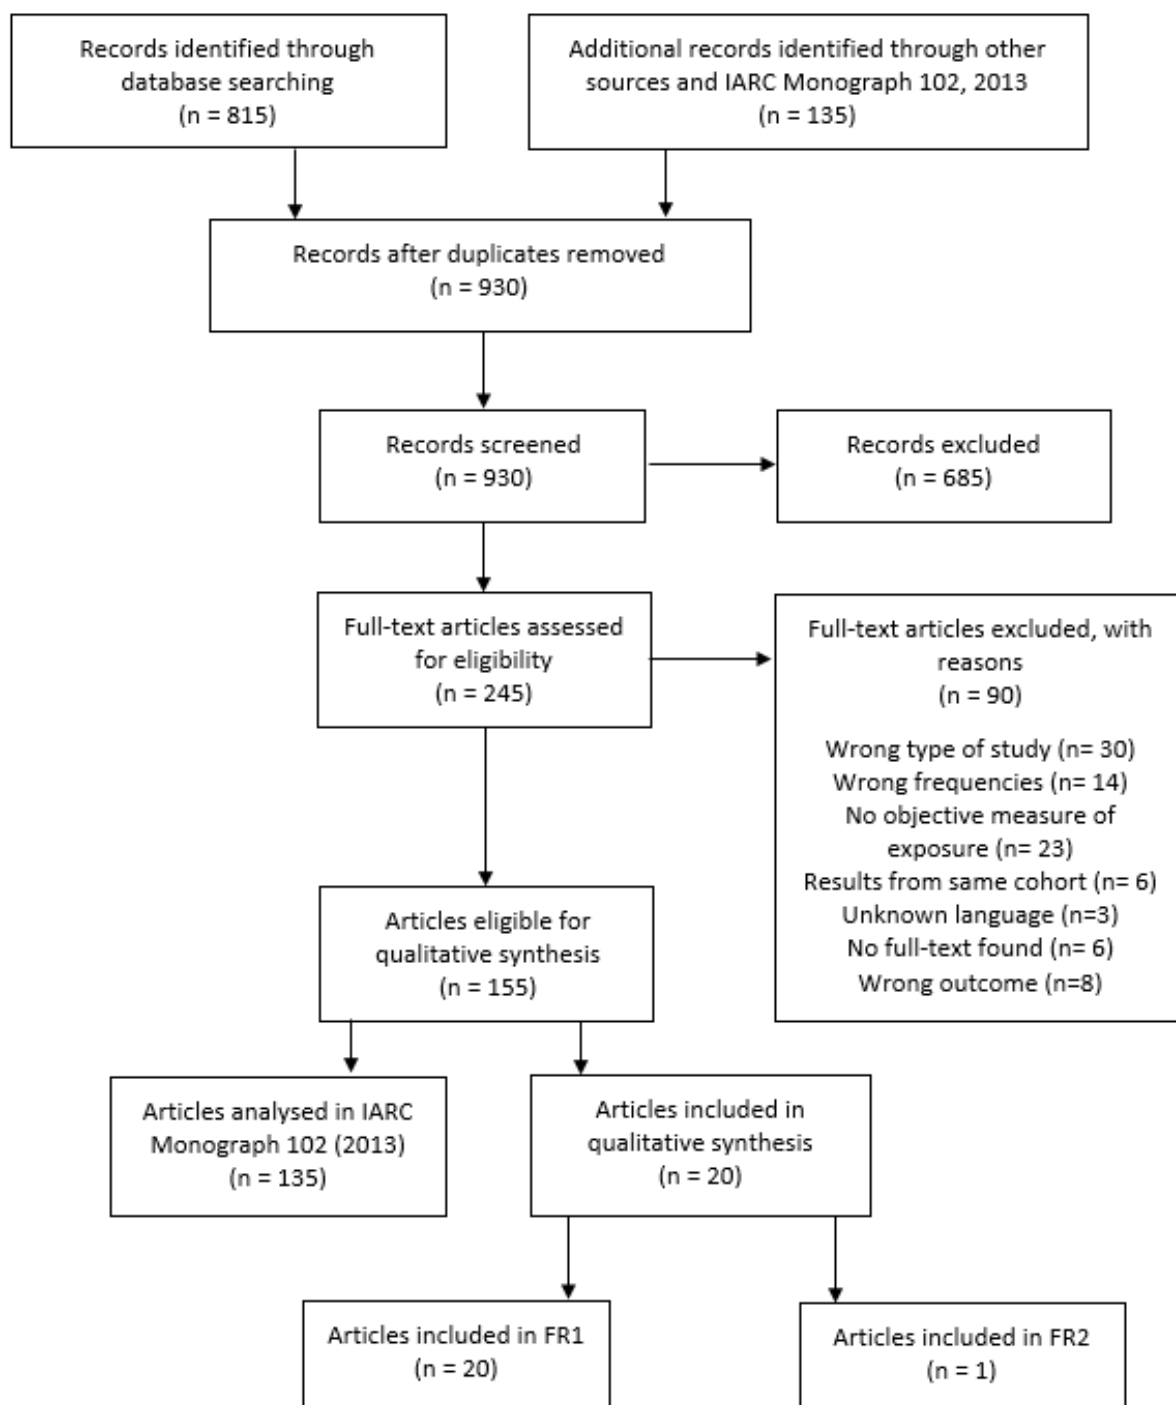 Records identified through
database searching
(n = 815)
Additional records identified through other
sources and IARC Monograph 102, 2013
(n = 135)
Records after duplicates removed
(n = 930)
Records screened
(n = 930)
Records excluded
(n = 685)
Full-text articles assessed
for eligibility
(n = 245)
Full-text articles excluded, with
reasons
(n = 90)
Wrong type of study (n= 30)
Wrong frequencies (n= 14)
No objective measure of
exposure (n= 23)
Results from same cohort (n= 6)
Unknown language (n=3)
No full-text found (n= 6)
Wrong outcome (n=8)
Articles eligible for
qualitative synthesis
(n = 155)
Articles analysed in IARC
Monograph 102 (2013)
(n = 135)
Articles included in
qualitative synthesis
(n = 20)
Articles included in FR1
(n = 20)
Articles included in FR2
(n = 1)